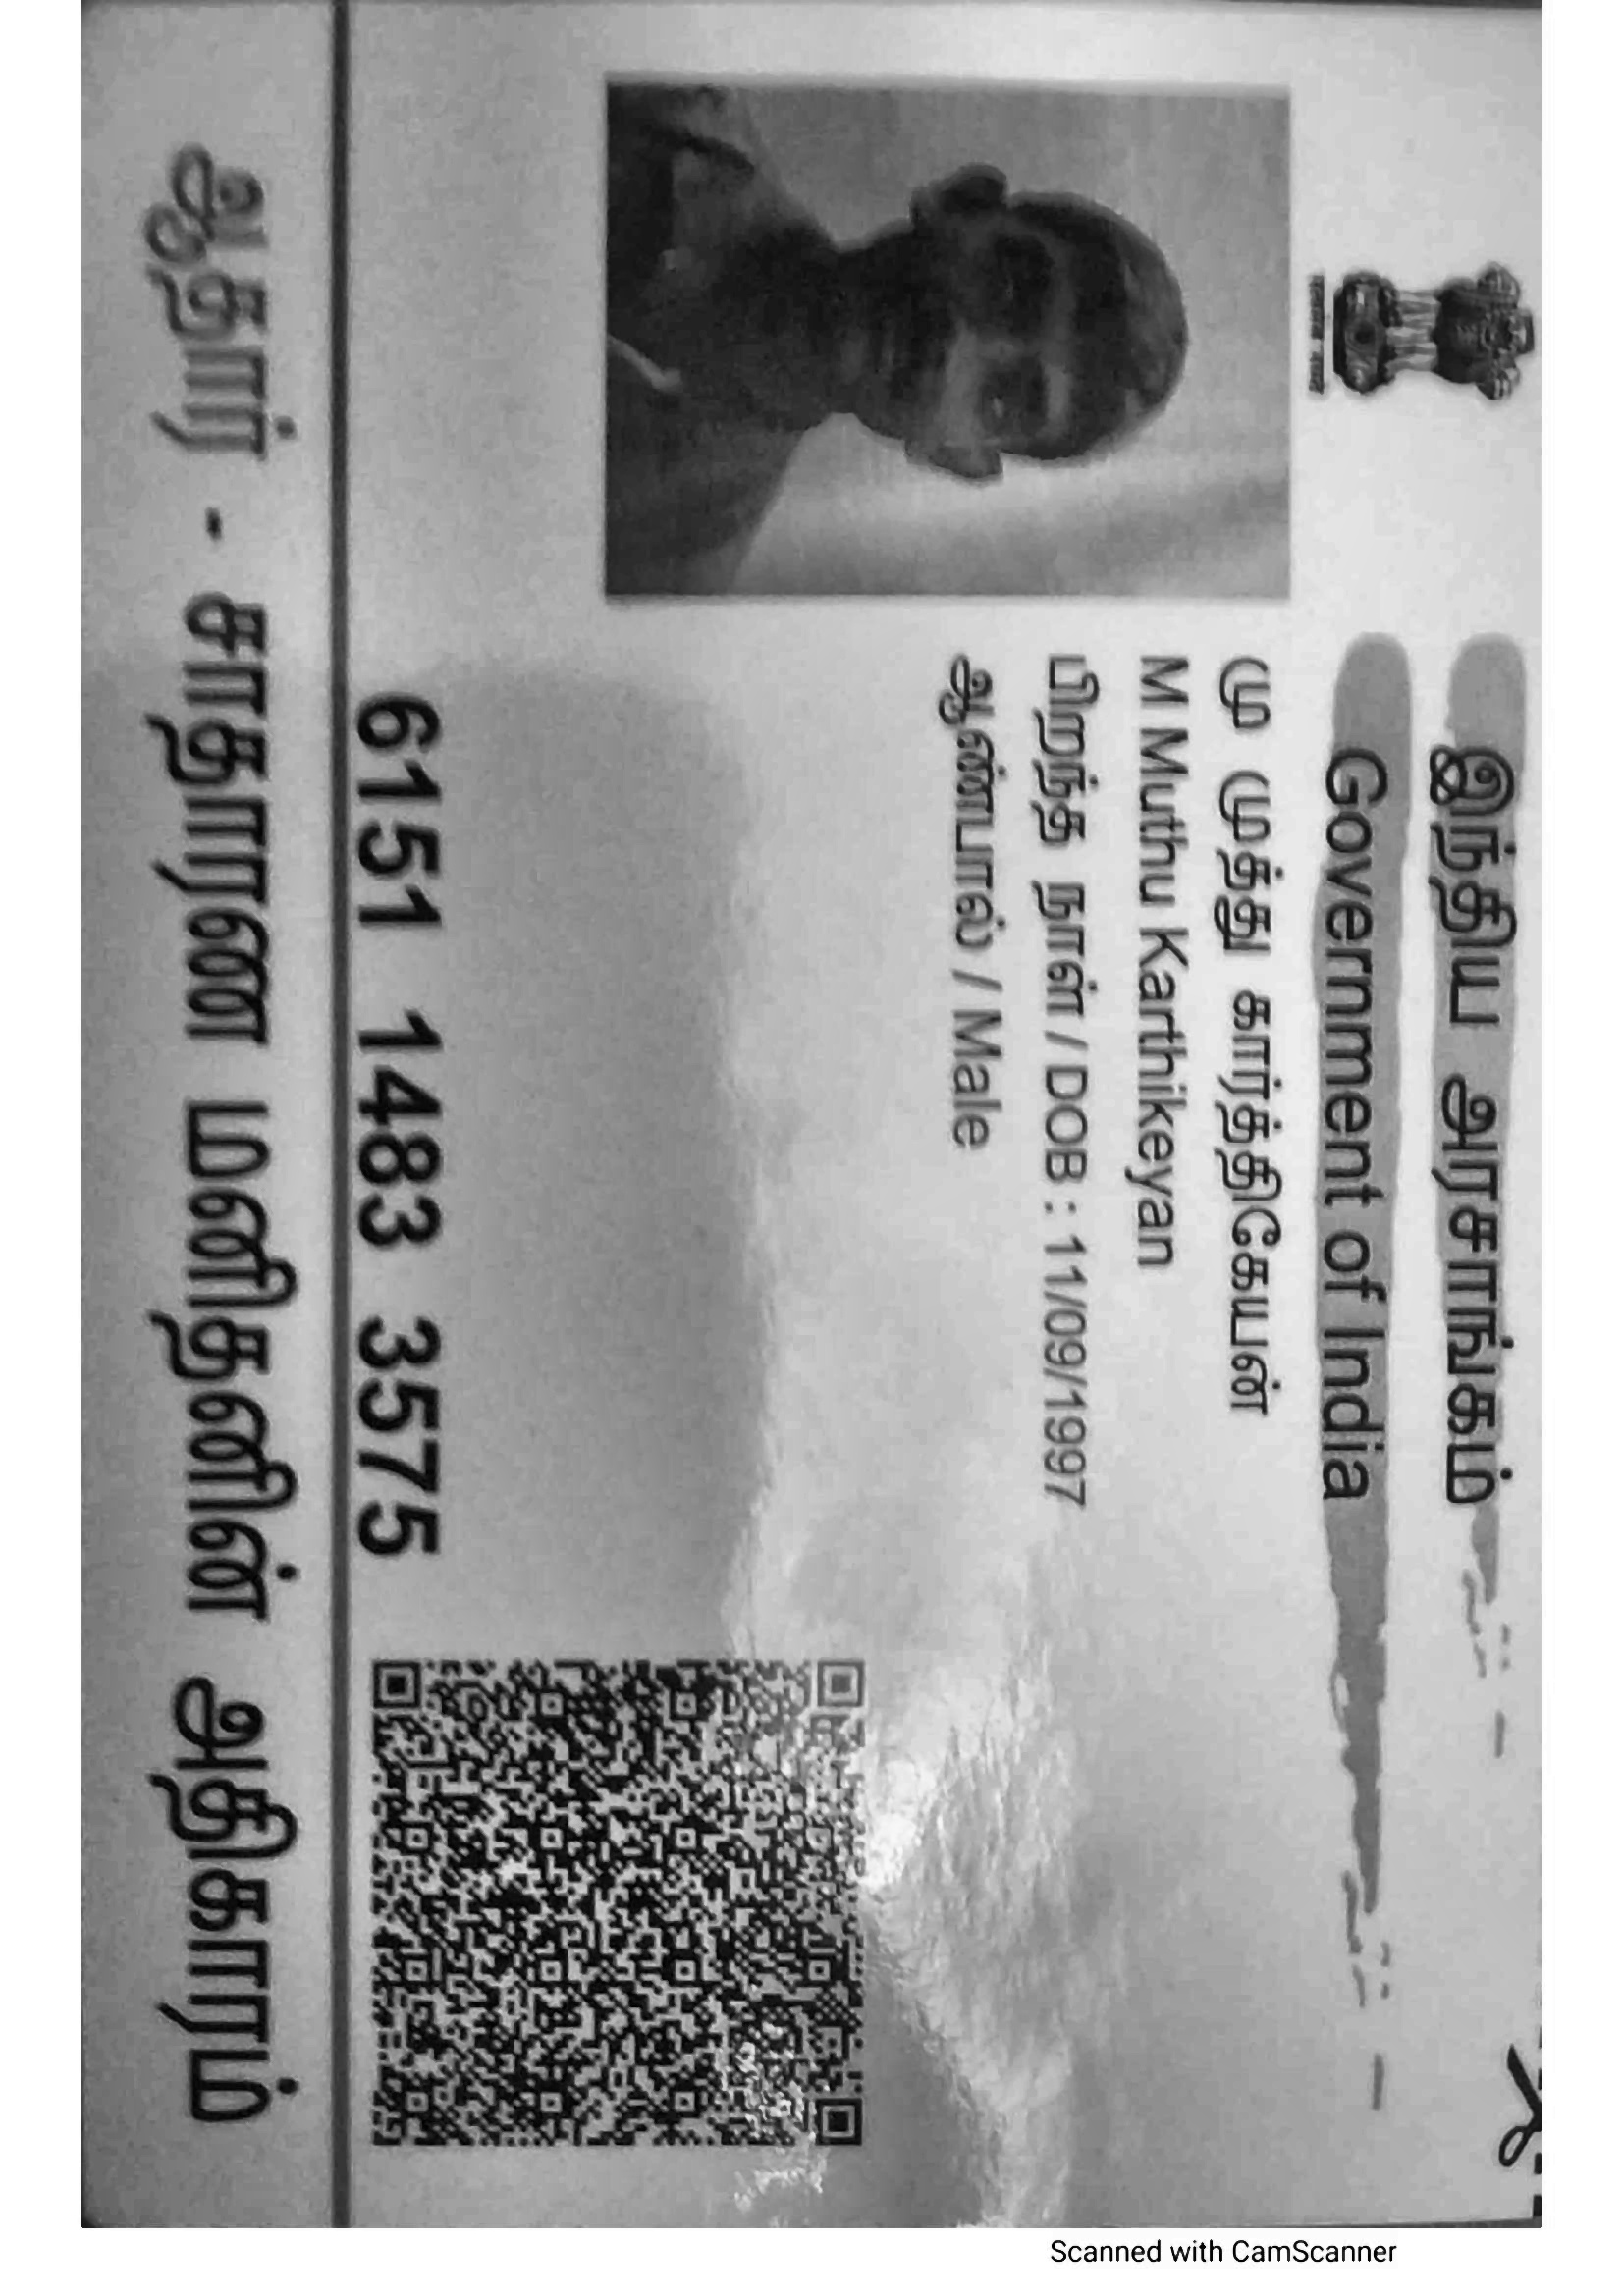 இந்திய அரசாங்கம்
Government of India
மு முத்து கார்த்திகேயன்
M Muthu Karthikeyan
பிறந்த நாள் / DOB : 11/09/1997
ஆண்பால் / Male
6151 1483 3575
ஆதார் - சாதாரண மனிதனின் அதிகாரம்
Scanned with CamScanner